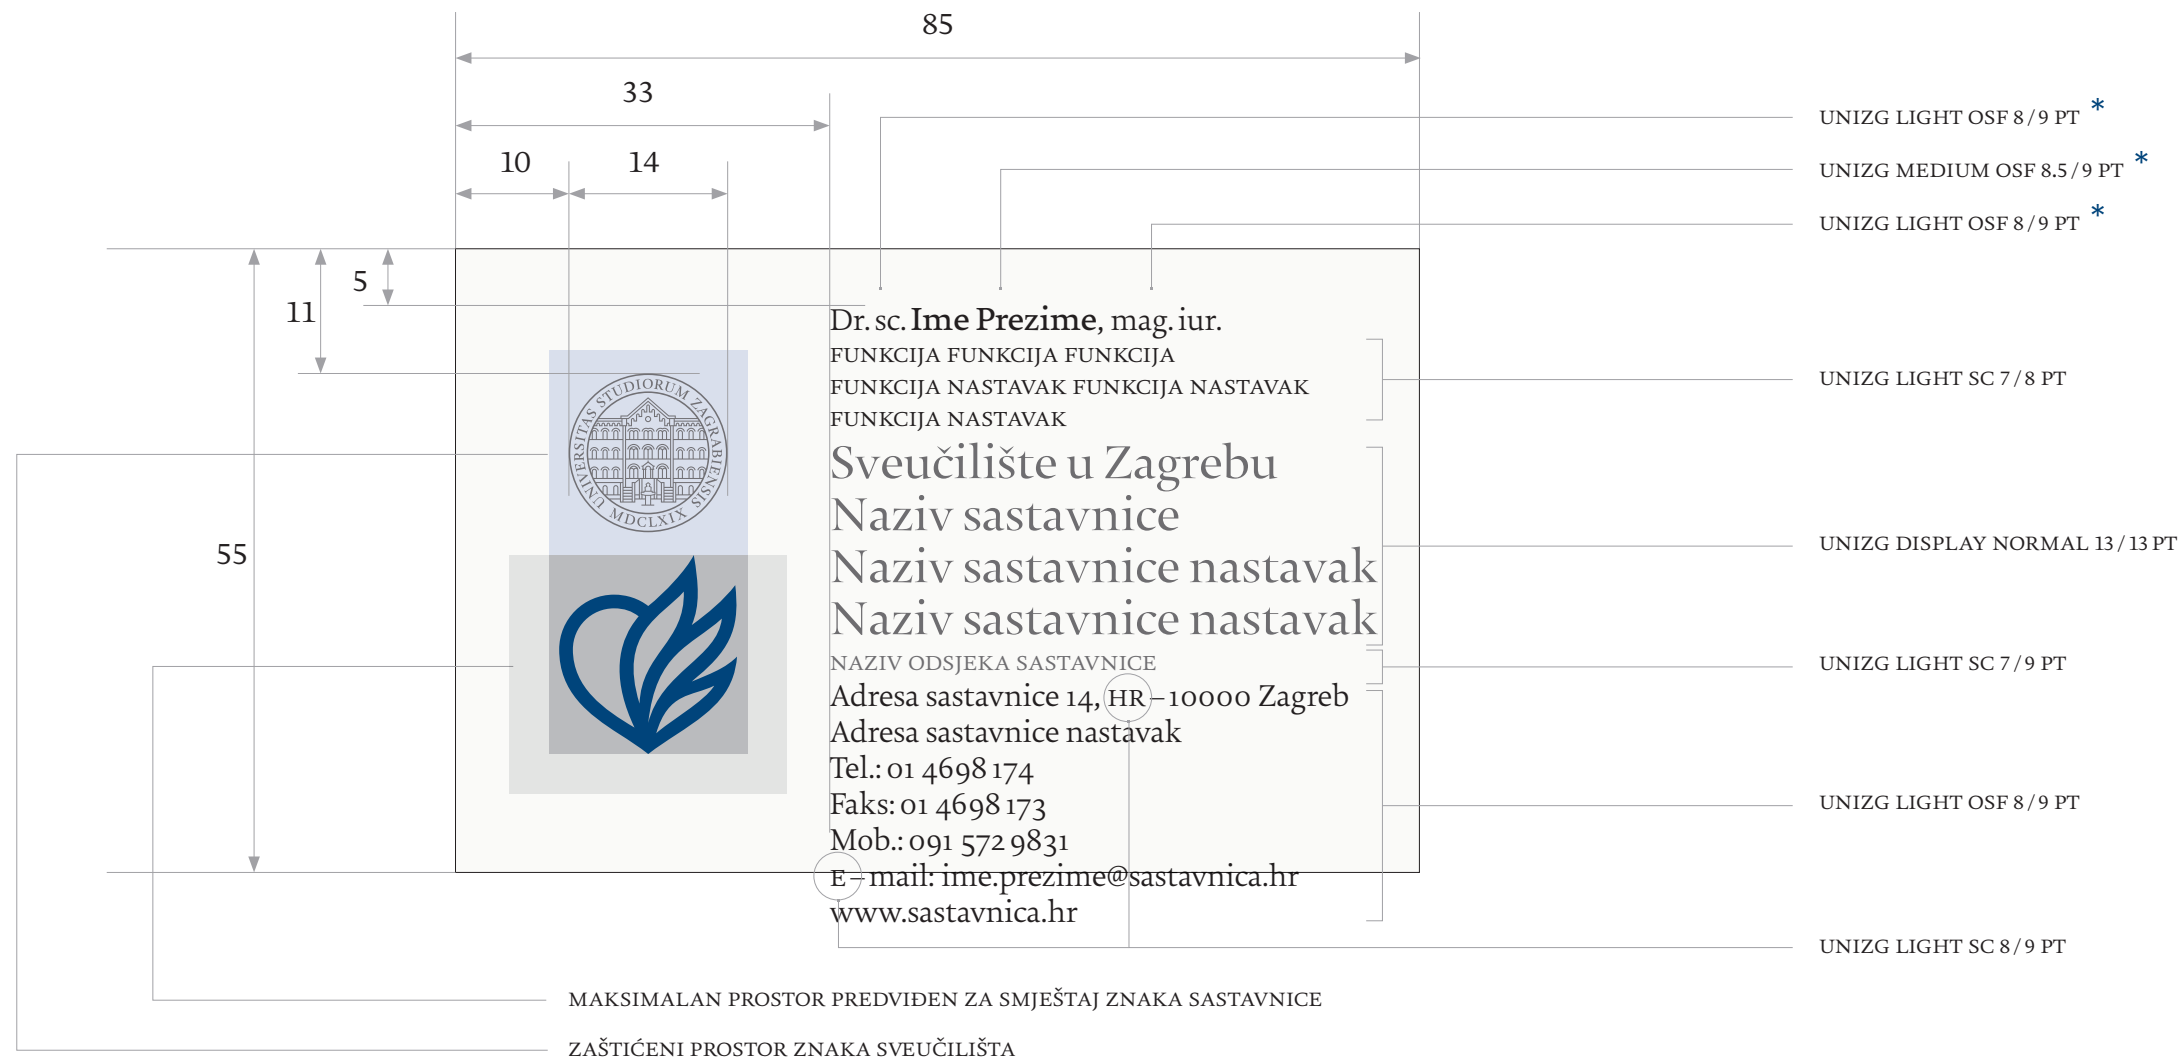 85
33
10
14
5
11
55
UNIZG LIGHT OSF 8/9 PT *
UNIZG MEDIUM OSF 8.5/9 PT *
UNIZG LIGHT OSF 8/9 PT *
Dr. sc. Ime Prezime, mag. iur.
FUNKCIJA FUNKCIJA FUNKCIJA
FUNKCIJA NASTAVAK FUNKCIJA NASTAVAK
FUNKCIJA NASTAVAK
UNIZG LIGHT SC 7/8 PT
UNIVERSITAS STUDIORUM ZAGRABIENSIS
MDCLXIX
Sveučilište u Zagrebu
Naziv sastavnice
Naziv sastavnice nastavak
Naziv sastavnice nastavak
UNIZG DISPLAY NORMAL 13/13 PT
NAZIV ODSJEKA SASTAVNICE
UNIZG LIGHT SC 7/9 PT
Adresa sastavnice 14, HR–10000 Zagreb
Adresa sastavnice nastavak
Tel.: 01 4698 174
Faks: 01 4698 173
Mob.: 091 572 9831
E–mail: ime.prezime@sastavnica.hr
www.sastavnica.hr
UNIZG LIGHT OSF 8/9 PT
UNIZG LIGHT SC 8/9 PT
MAKSIMALAN PROSTOR PREDVIĐEN ZA SMJEŠTAJ ZNAKA SASTAVNICE
ZAŠTIĆENI PROSTOR ZNAKA SVEUČILIŠTA